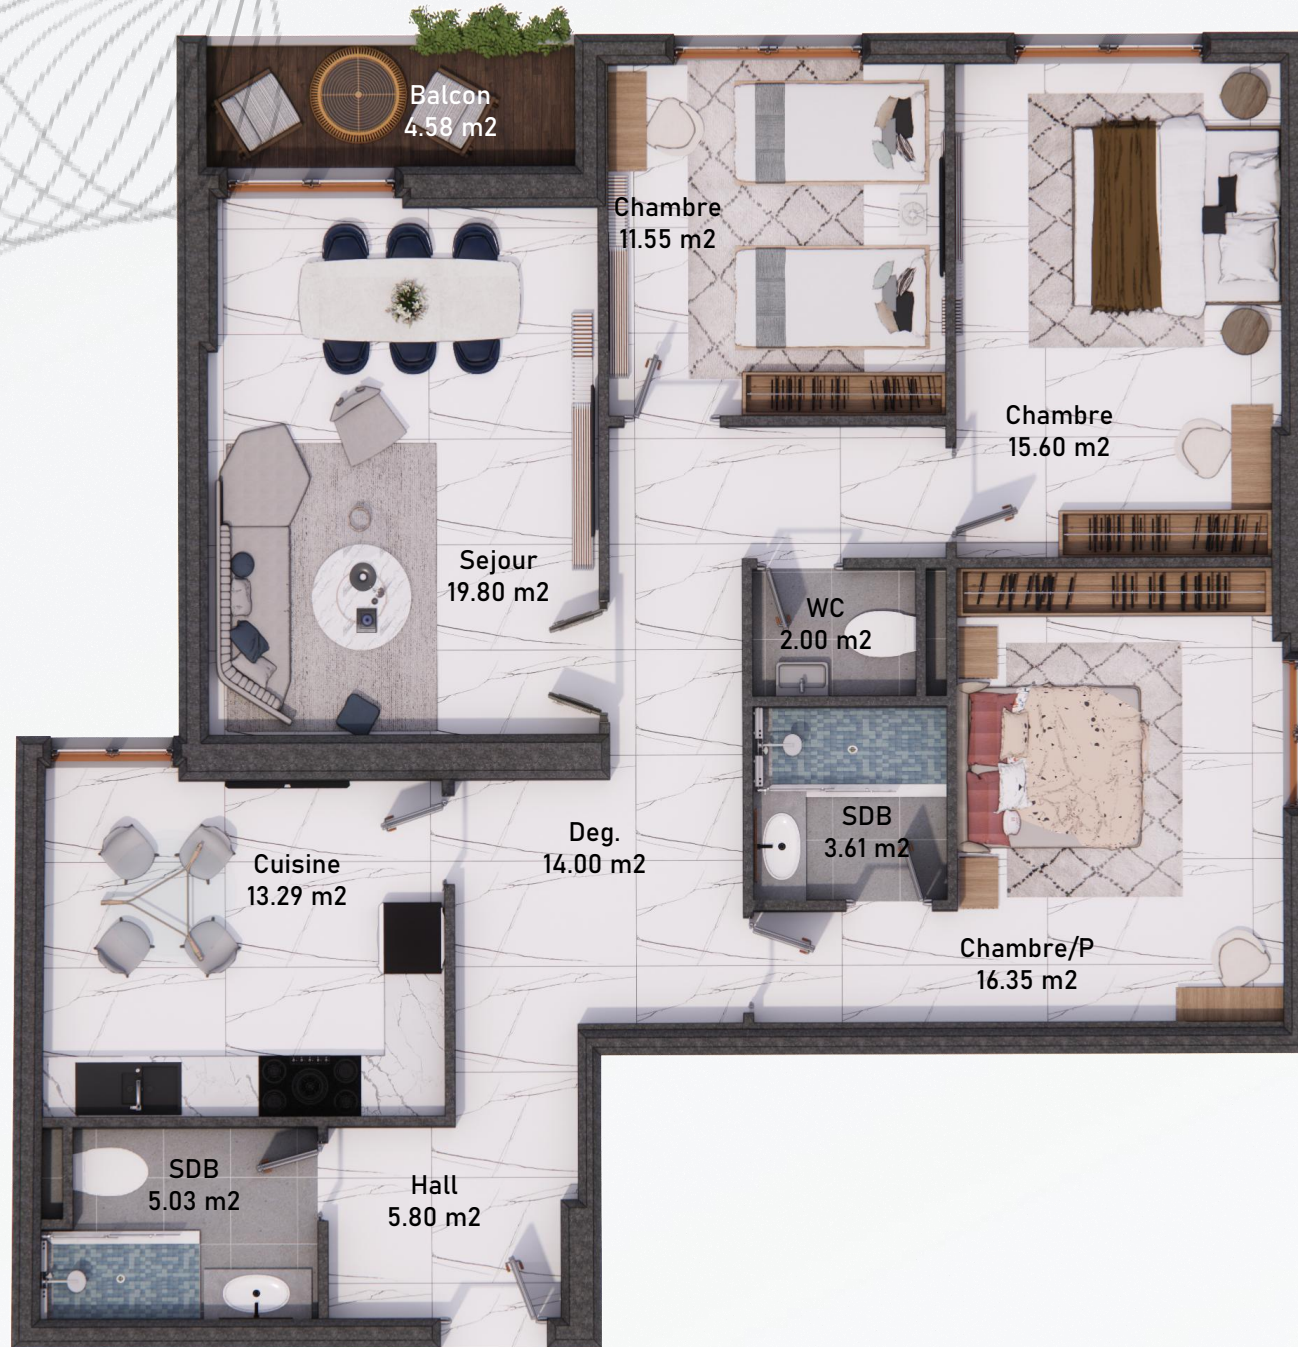 Balcon
4.58 m2
Chambre
11.55 m2
Chambre
15.60 m2
Sejour
19.80 m2
WC
2.00 m2
SDB
3.61 m2
Deg.
14.00 m2
Cuisine
13.29 m2
Chambre/P
16.35 m2
SDB
5.03 m2
Hall
5.80 m2